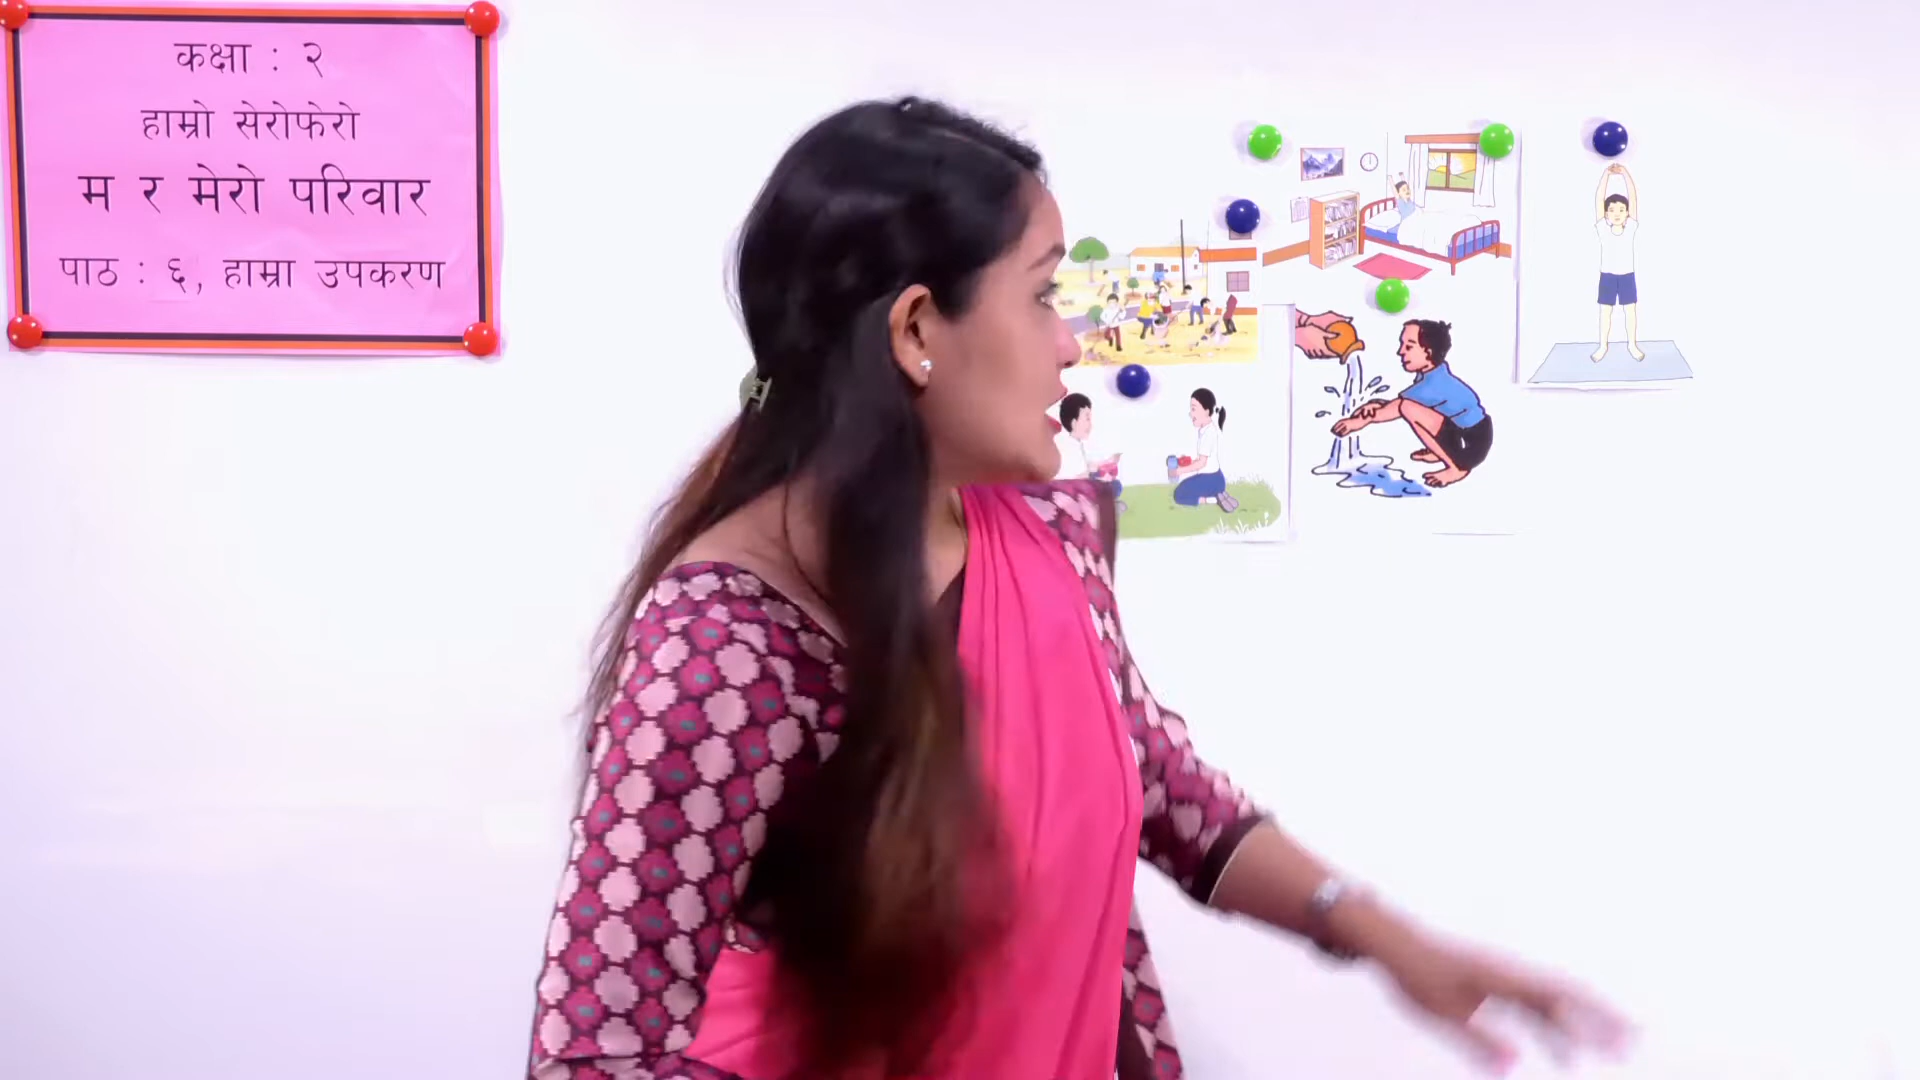 कक्षा : २
हाम्रो सेरोफेरो
म र मेरो परिवार
पाठ : ६, हाम्रा उपकरण